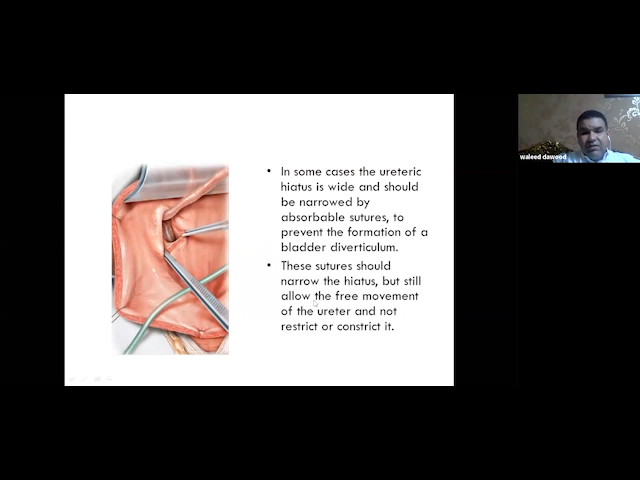 • In some cases the ureteric
hiatus is wide and should
be narrowed by
absorbable sutures, to
prevent the formation of a
bladder diverticulum.
• These sutures should
narrow the hiatus, but still
allow the free movement
of the ureter and not
restrict or constrict it.
waleed dawood